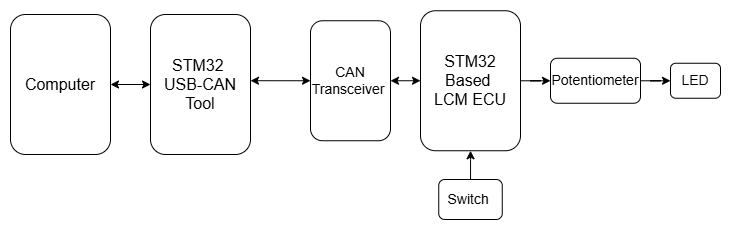 Computer
STM32
USB-CAN
Tool
CAN
Transceiver
STM32
Based
LCM ECU
Potentiometer
LED
Switch